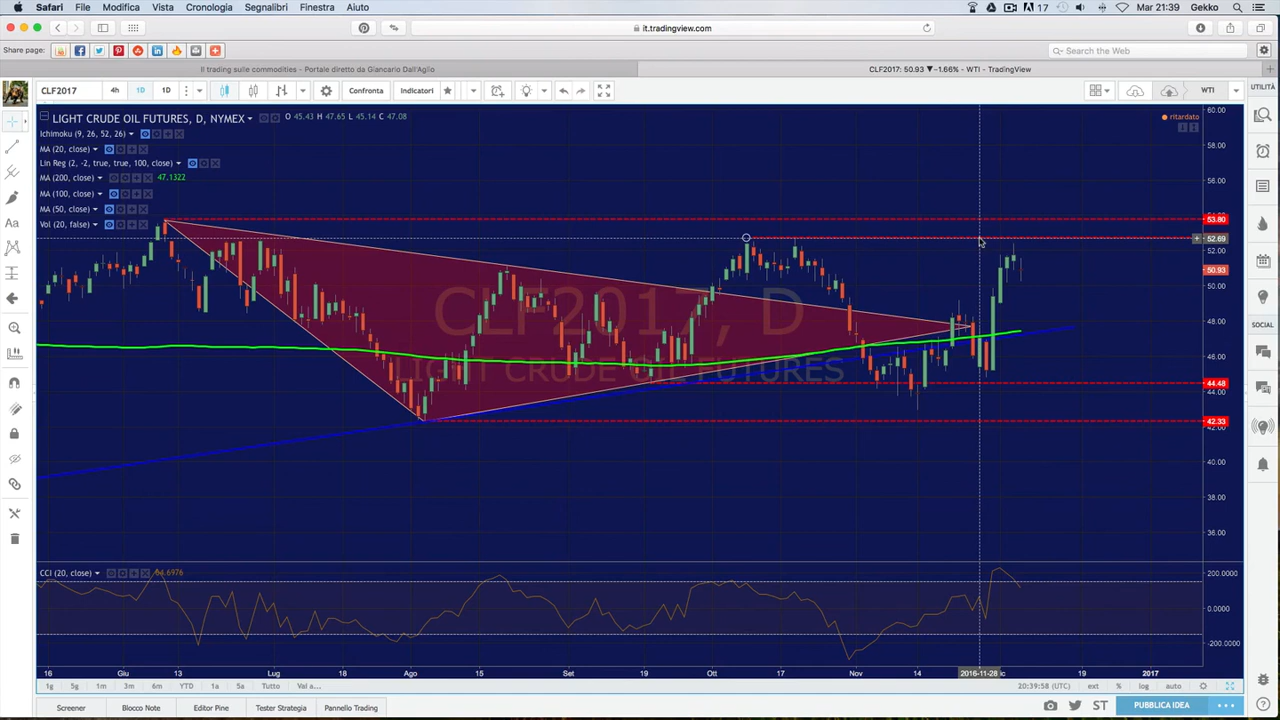 Safari File Modifica Vista Cronologia Segnalibri Finestra Aiuto 17 Mar 21:39 Gekko
it.tradingview.com
Share page: Search the Web
Il trading sulle commodities - Portale diretto da Giancarlo Dall'Aglio CLF2017: 50.93 ▼−1.66% - WTI - TradingView
CLF2017 4h 1D 1D Confronta Indicatori WTI UTILITÀ
LIGHT CRUDE OIL FUTURES, D, NYMEX O 45.43 H 47.65 L 45.14 C 47.08
ritardato
Ichimoku (9, 26, 52, 26)
MA (20, close)
Lin Reg (2, -2, true, true, 100, close)
MA (200, close) 47.1322
MA (100, close)
MA (50, close)
Vol (20, false)
60.00
58.00
56.00
54.00
53.80
52.69
52.00
50.93
50.00
48.00
46.00
44.48
44.00
42.33
42.00
40.00
38.00
36.00
CLF2017, D
LIGHT CRUDE OIL FUTURES
SOCIAL
CCI (20, close) 64.6976
200.0000
0.0000
-200.0000
16 Giu 13 Lug 18 Ago 15 Set 19 Ott 17 Nov 14 2016-11-28 ic 19 2017
1g 5g 1m 3m 6m YTD 1a 5a Tutto Vai a... 20:39:58 (UTC) ext % log auto
Screener Blocco Note Editor Pine Tester Strategia Pannello Trading ST PUBBLICA IDEA